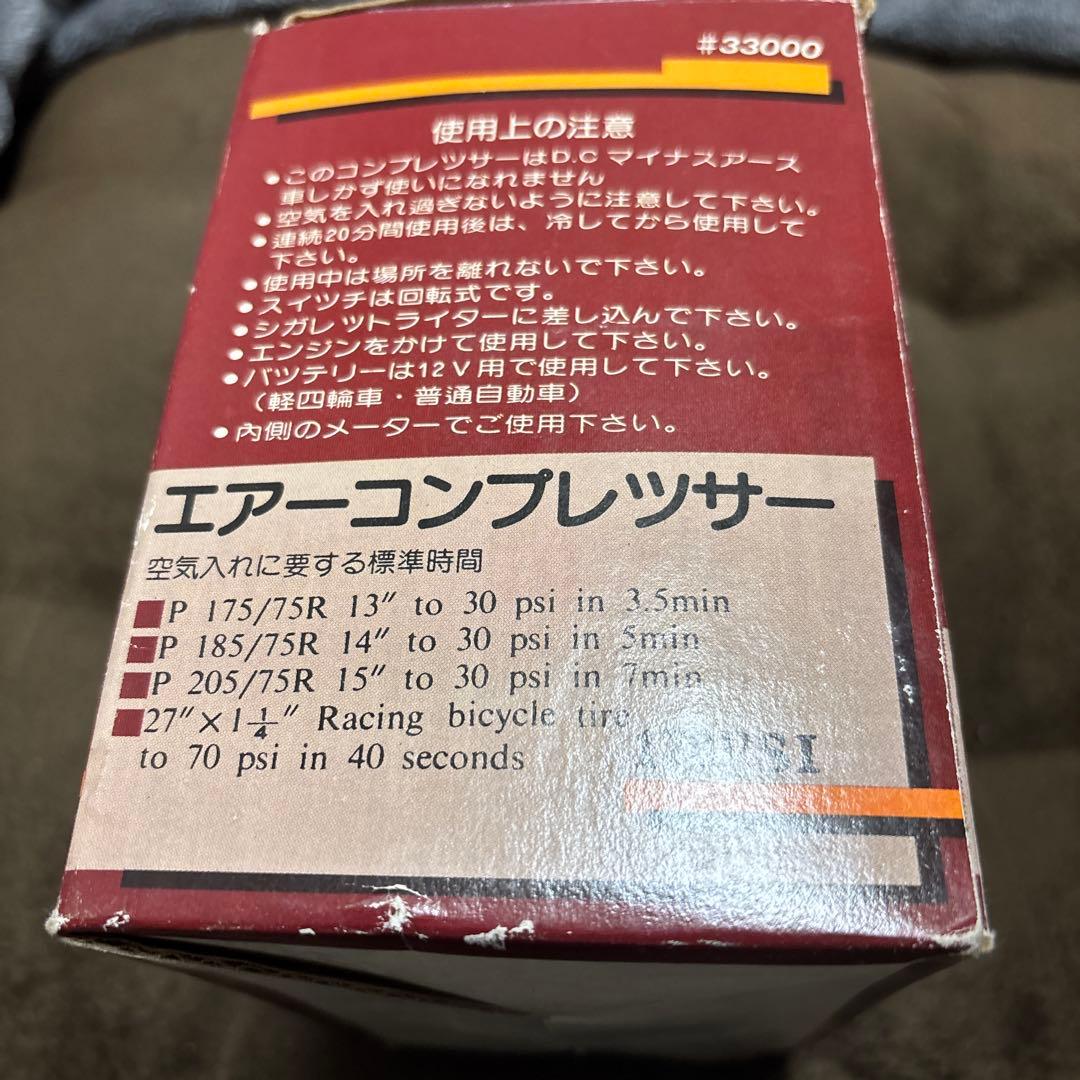 #33000
使用上の注意
●このコンプレツサーはD.C マイナスアース
車しかず使いになれません
●空気を入れ過ぎないように注意して下さい。
●連続20分間使用後は、冷してから使用して
下さい。
●使用中は場所を離れないで下さい。
●スイツチは回転式です。
●シガレットライターに差し込んで下さい。
●エンジンをかけて使用して下さい。
●バツテリーは12V用で使用して下さい。
(軽四輪車・普通自動車)
●内側のメーターでご使用下さい。
エアーコンプレツサー
空気入れに要する標準時間
■P 175/75R 13″ to 30 psi in 3.5min
■P 185/75R 14″ to 30 psi in 5min
■P 205/75R 15″ to 30 psi in 7min
■27″×1 1/4″ Racing bicycle tire
to 70 psi in 40 seconds
PSI